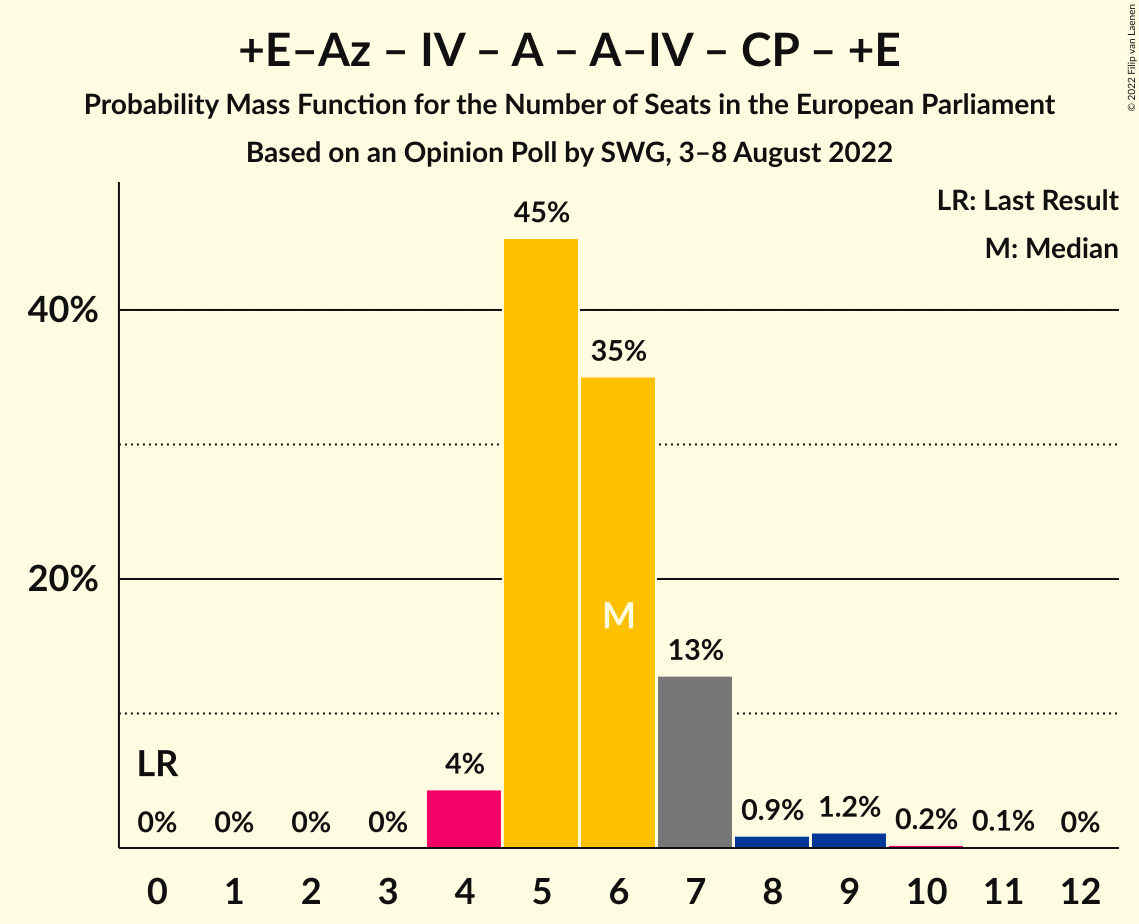 +E–Az – IV – A – A–IV – CP – +E
Probability Mass Function for the Number of Seats in the European Parliament
Based on an Opinion Poll by SWG, 3–8 August 2022
© 2022 Filip van Laenen
LR: Last Result
M: Median
45%
40%
35%
20%
M
13%
LR
4%
0% 0% 0% 0% 0.9% 1.2% 0.2% 0.1% 0%
0 1 2 3 4 5 6 7 8 9 10 11 12